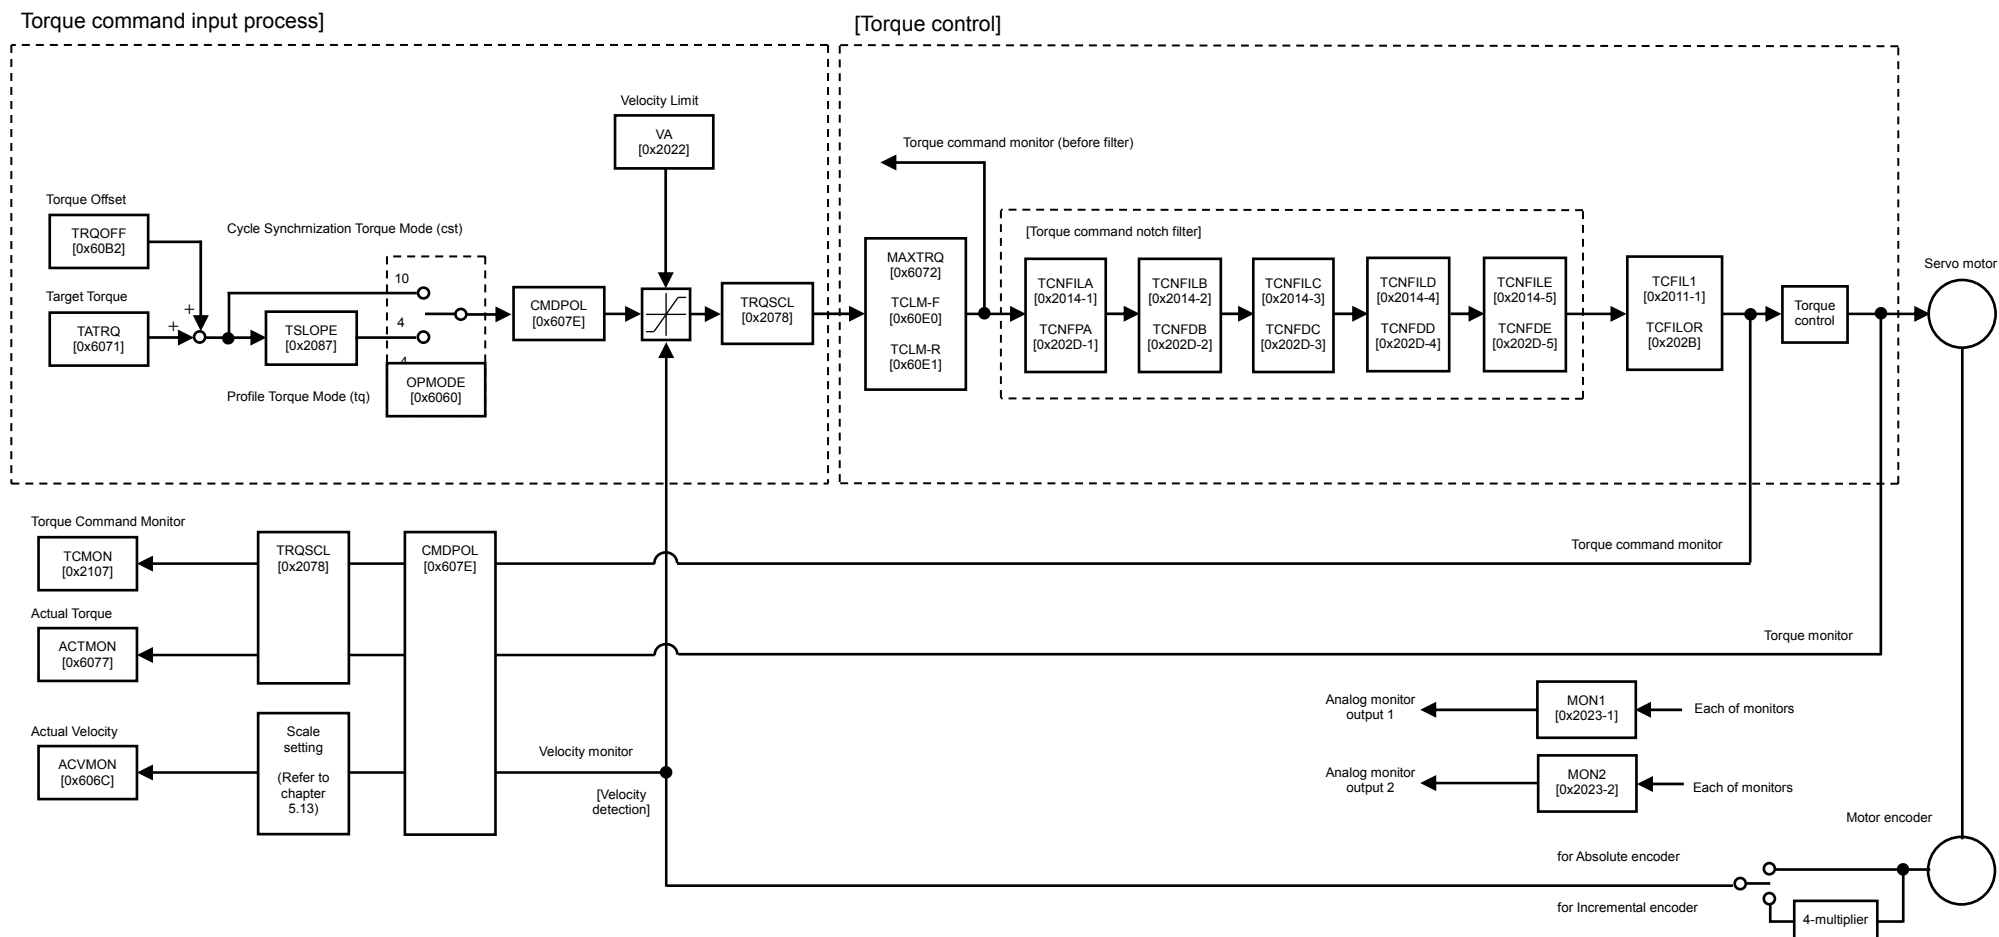 Torque command input process]
[Torque control]
Velocity Limit
VA
[0x2022]
Torque command monitor (before filter)
Torque Offset
TRQOFF
[0x60B2]
Cycle Synchrnization Torque Mode (cst)
[Torque command notch filter]
MAXTRQ
[0x6072]
TCLM-F
[0x60E0]
TCLM-R
[0x60E1]
TCNFILA
[0x2014-1]
TCNFPA
[0x202D-1]
TCNFILB
[0x2014-2]
TCNFDB
[0x202D-2]
TCNFILC
[0x2014-3]
TCNFDC
[0x202D-3]
TCNFILD
[0x2014-4]
TCNFDD
[0x202D-4]
TCNFILE
[0x2014-5]
TCNFDE
[0x202D-5]
TCFIL1
[0x2011-1]
TCFILOR
[0x202B]
Torque
control
Servo motor
Target Torque
+
+
TATRQ
[0x6071]
TSLOPE
[0x2087]
10
4
4
OPMODE
[0x6060]
CMDPOL
[0x607E]
TRQSCL
[0x2078]
Profile Torque Mode (tq)
Torque Command Monitor
TCMON
[0x2107]
TRQSCL
[0x2078]
CMDPOL
[0x607E]
Torque command monitor
Actual Torque
ACTMON
[0x6077]
Torque monitor
Actual Velocity
ACVMON
[0x606C]
Scale
setting
(Refer to
chapter
5.13)
Velocity monitor
[Velocity
detection]
Analog monitor
output 1
MON1
[0x2023-1]
Each of monitors
Analog monitor
output 2
MON2
[0x2023-2]
Each of monitors
Motor encoder
for Absolute encoder
for Incremental encoder
4-multiplier